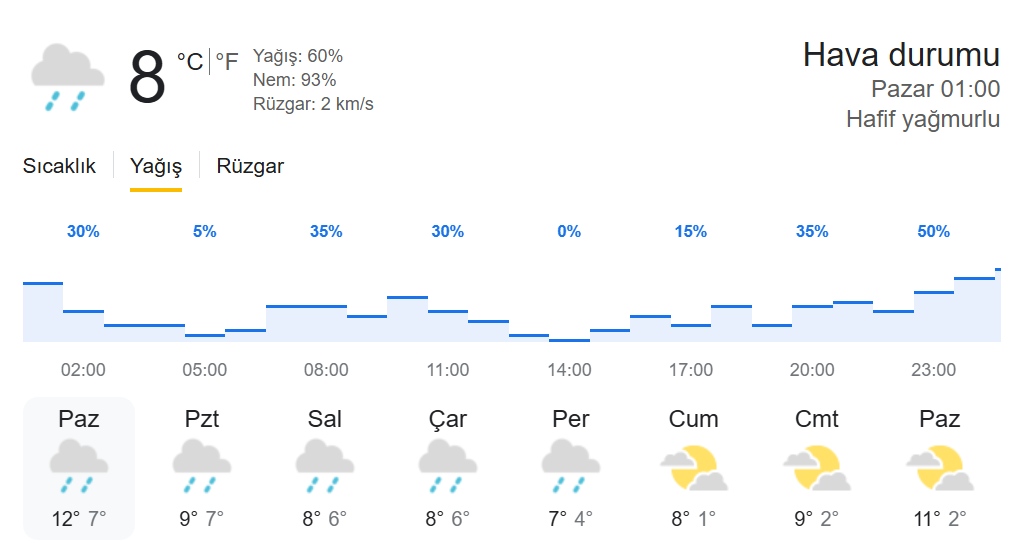 8 °C °F
Yağış: 60%
Nem: 93%
Rüzgar: 2 km/s
Hava durumu
Pazar 01:00
Hafif yağmurlu
Sıcaklık Yağış Rüzgar
30% 5% 35% 30% 0% 15% 35% 50%
02:00 05:00 08:00 11:00 14:00 17:00 20:00 23:00
Paz Pzt Sal Çar Per Cum Cmt Paz
12° 7° 9° 7° 8° 6° 8° 6° 7° 4° 8° 1° 9° 2° 11° 2°